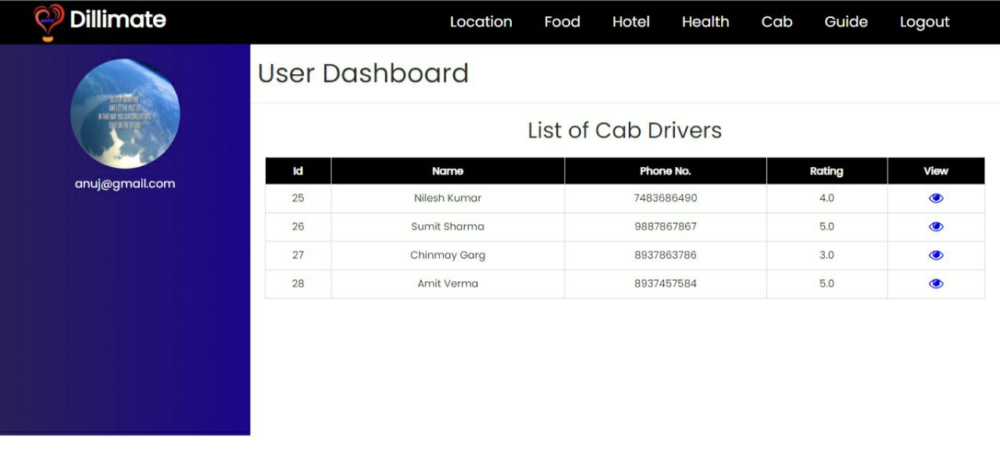 Dillimate Location Food Hotel Health Cab Guide Logout
anuj@gmail.com
User Dashboard
List of Cab Drivers
Id Name Phone No. Rating View
25 Nilesh Kumar 7483686490 4.0
26 Sumit Sharma 9887867867 5.0
27 Chinmay Garg 8937863786 3.0
28 Amit Verma 8937457584 5.0